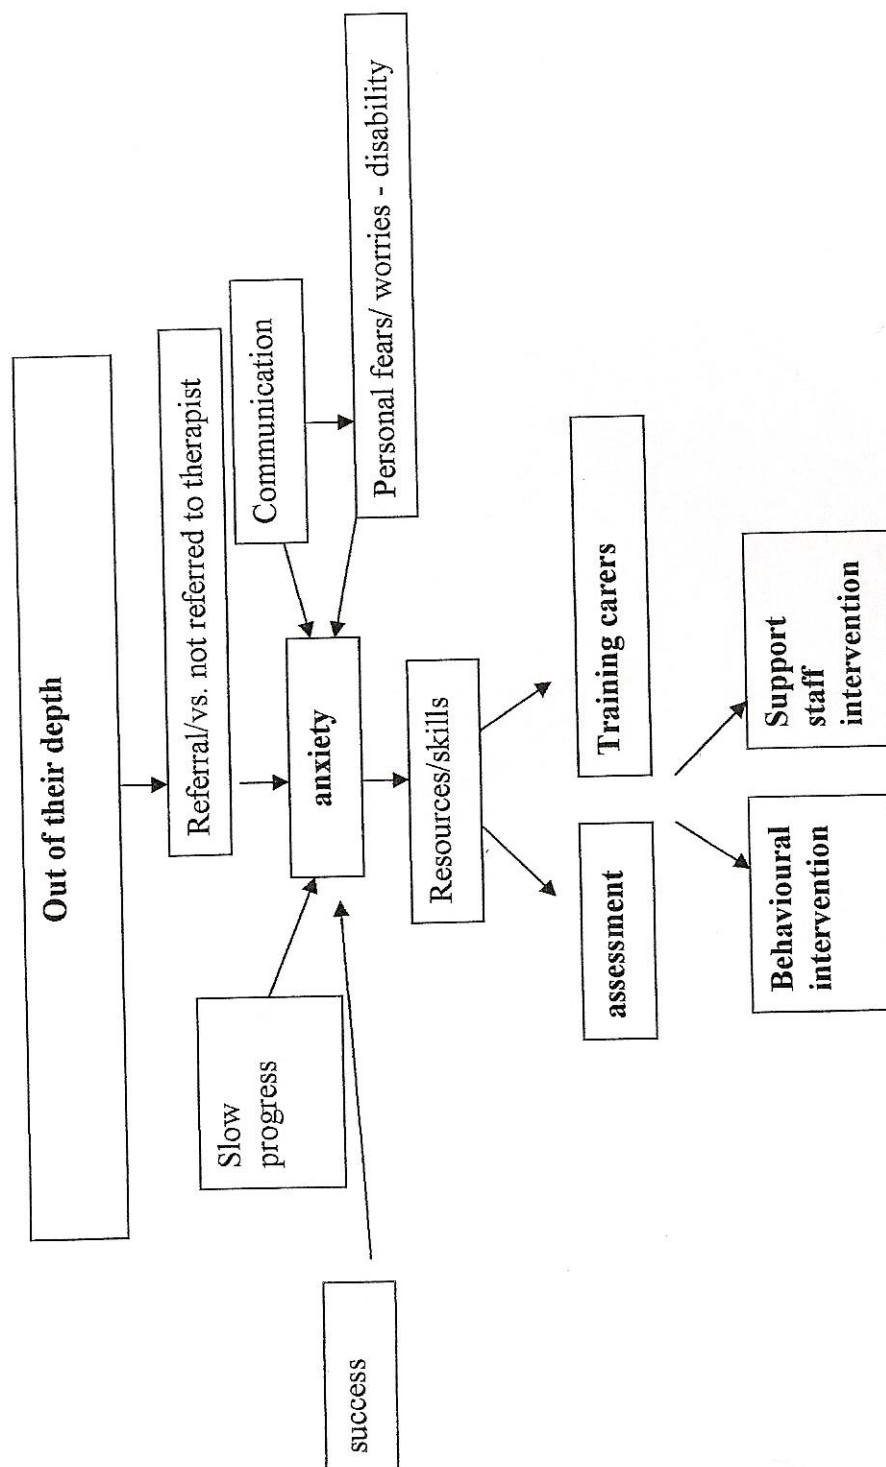 Out of their depth
Referral/vs. not referred to therapist
Communication
Personal fears/ worries - disability
Slow
progress
success
anxiety
Resources/skills
assessment
Training carers
Behavioural
intervention
Support
staff
intervention